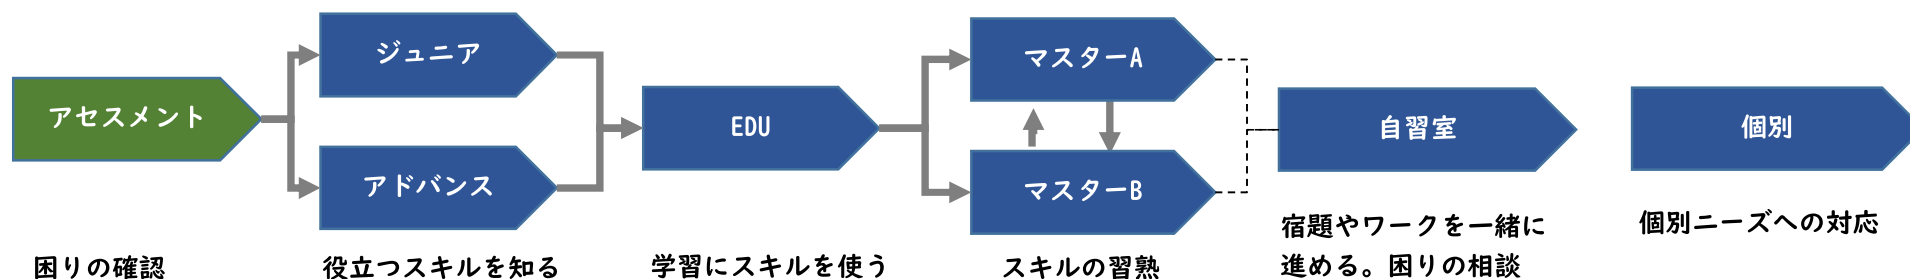 アセスメント
ジュニア
アドバンス
EDU
マスターA
マスターB
自習室
個別
困りの確認
役立つスキルを知る
学習にスキルを使う
スキルの習熟
宿題やワークを一緒に
進める。困りの相談
個別ニーズへの対応